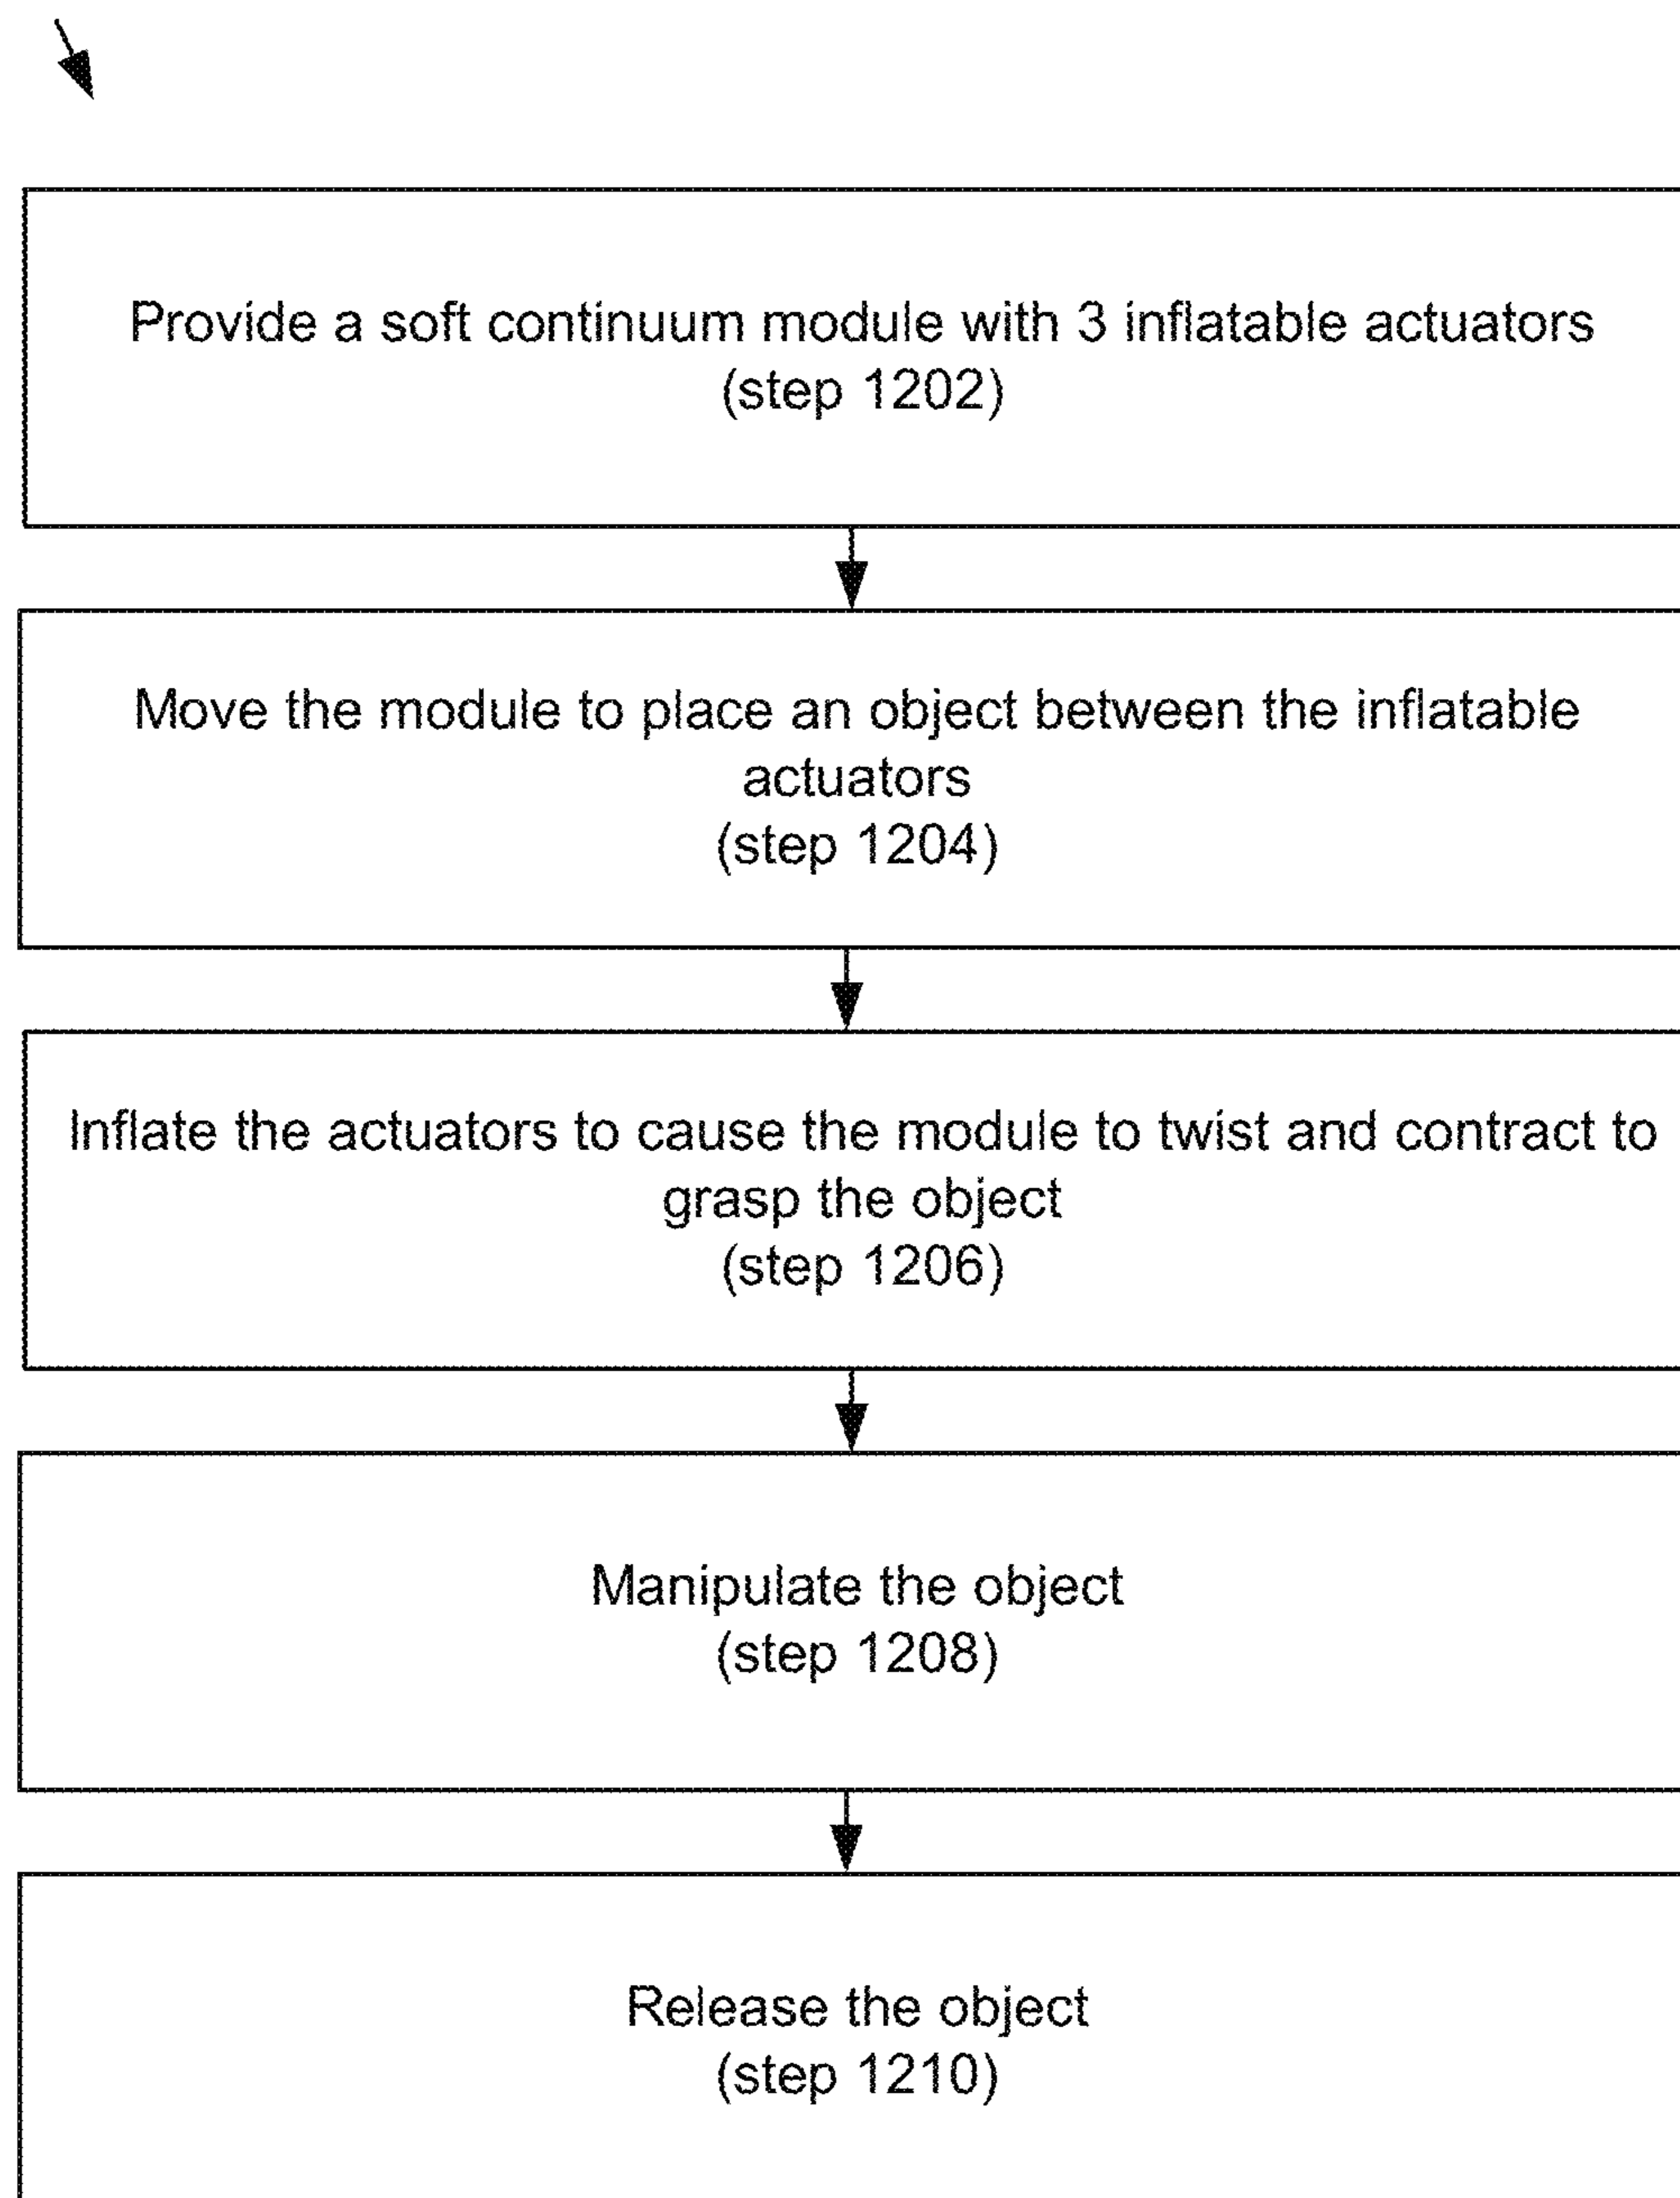 Provide a soft continuum module with 3 inflatable actuators
(step 1202)
Move the module to place an object between the inflatable
actuators
(step 1204)
Inflate the actuators to cause the module to twist and contract to
grasp the object
(step 1206)
Manipulate the object
(step 1208)
Release the object
(step 1210)